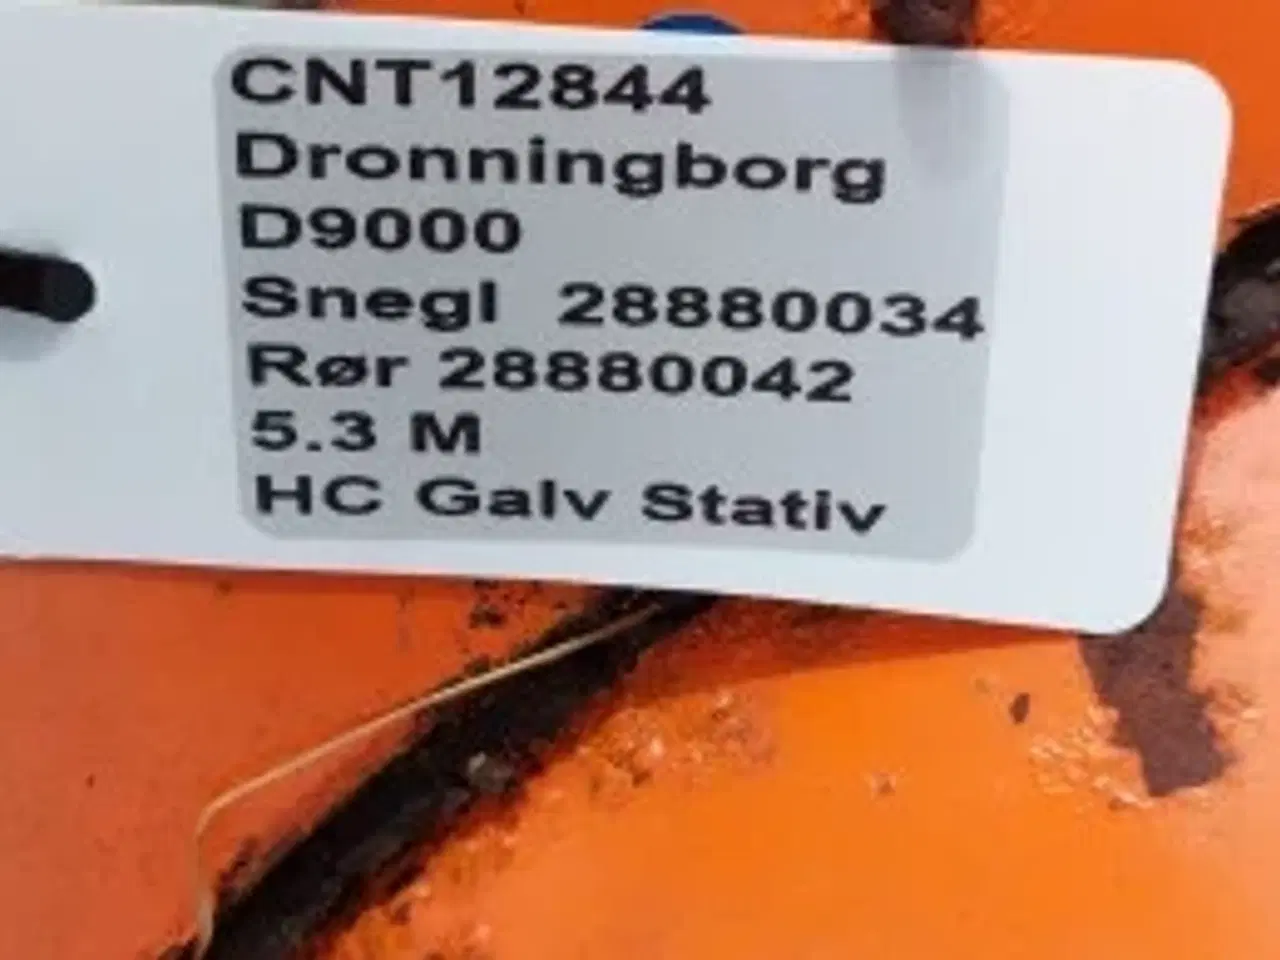 CNT12844
Dronningborg
D9000
Snegl 28880034
Rør 28880042
5.3 M
HC Galv Stativ